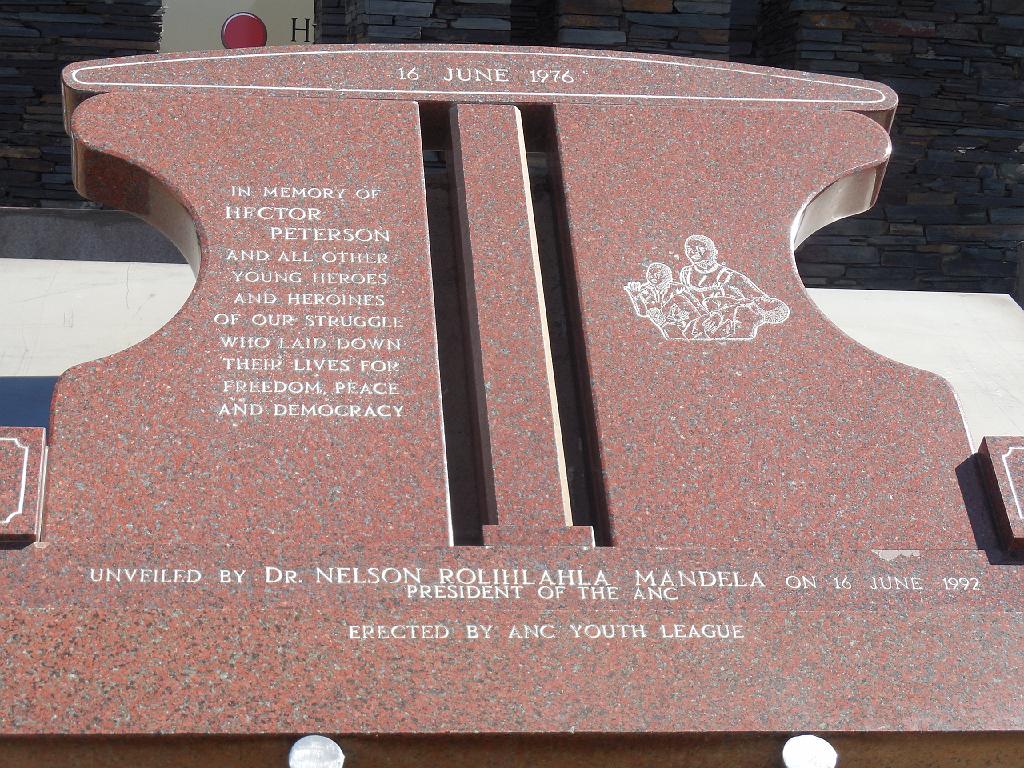 H
16 JUNE 1976
IN MEMORY OF
HECTOR
PETERSON
AND ALL OTHER
YOUNG HEROES
AND HEROINES
OF OUR STRUGGLE
WHO LAID DOWN
THEIR LIVES FOR
FREEDOM, PEACE
AND DEMOCRACY
UNVEILED BY DR. NELSON ROLIHLAHLA MANDELA ON 16 JUNE 1992
PRESIDENT OF THE ANC
ERECTED BY ANC YOUTH LEAGUE